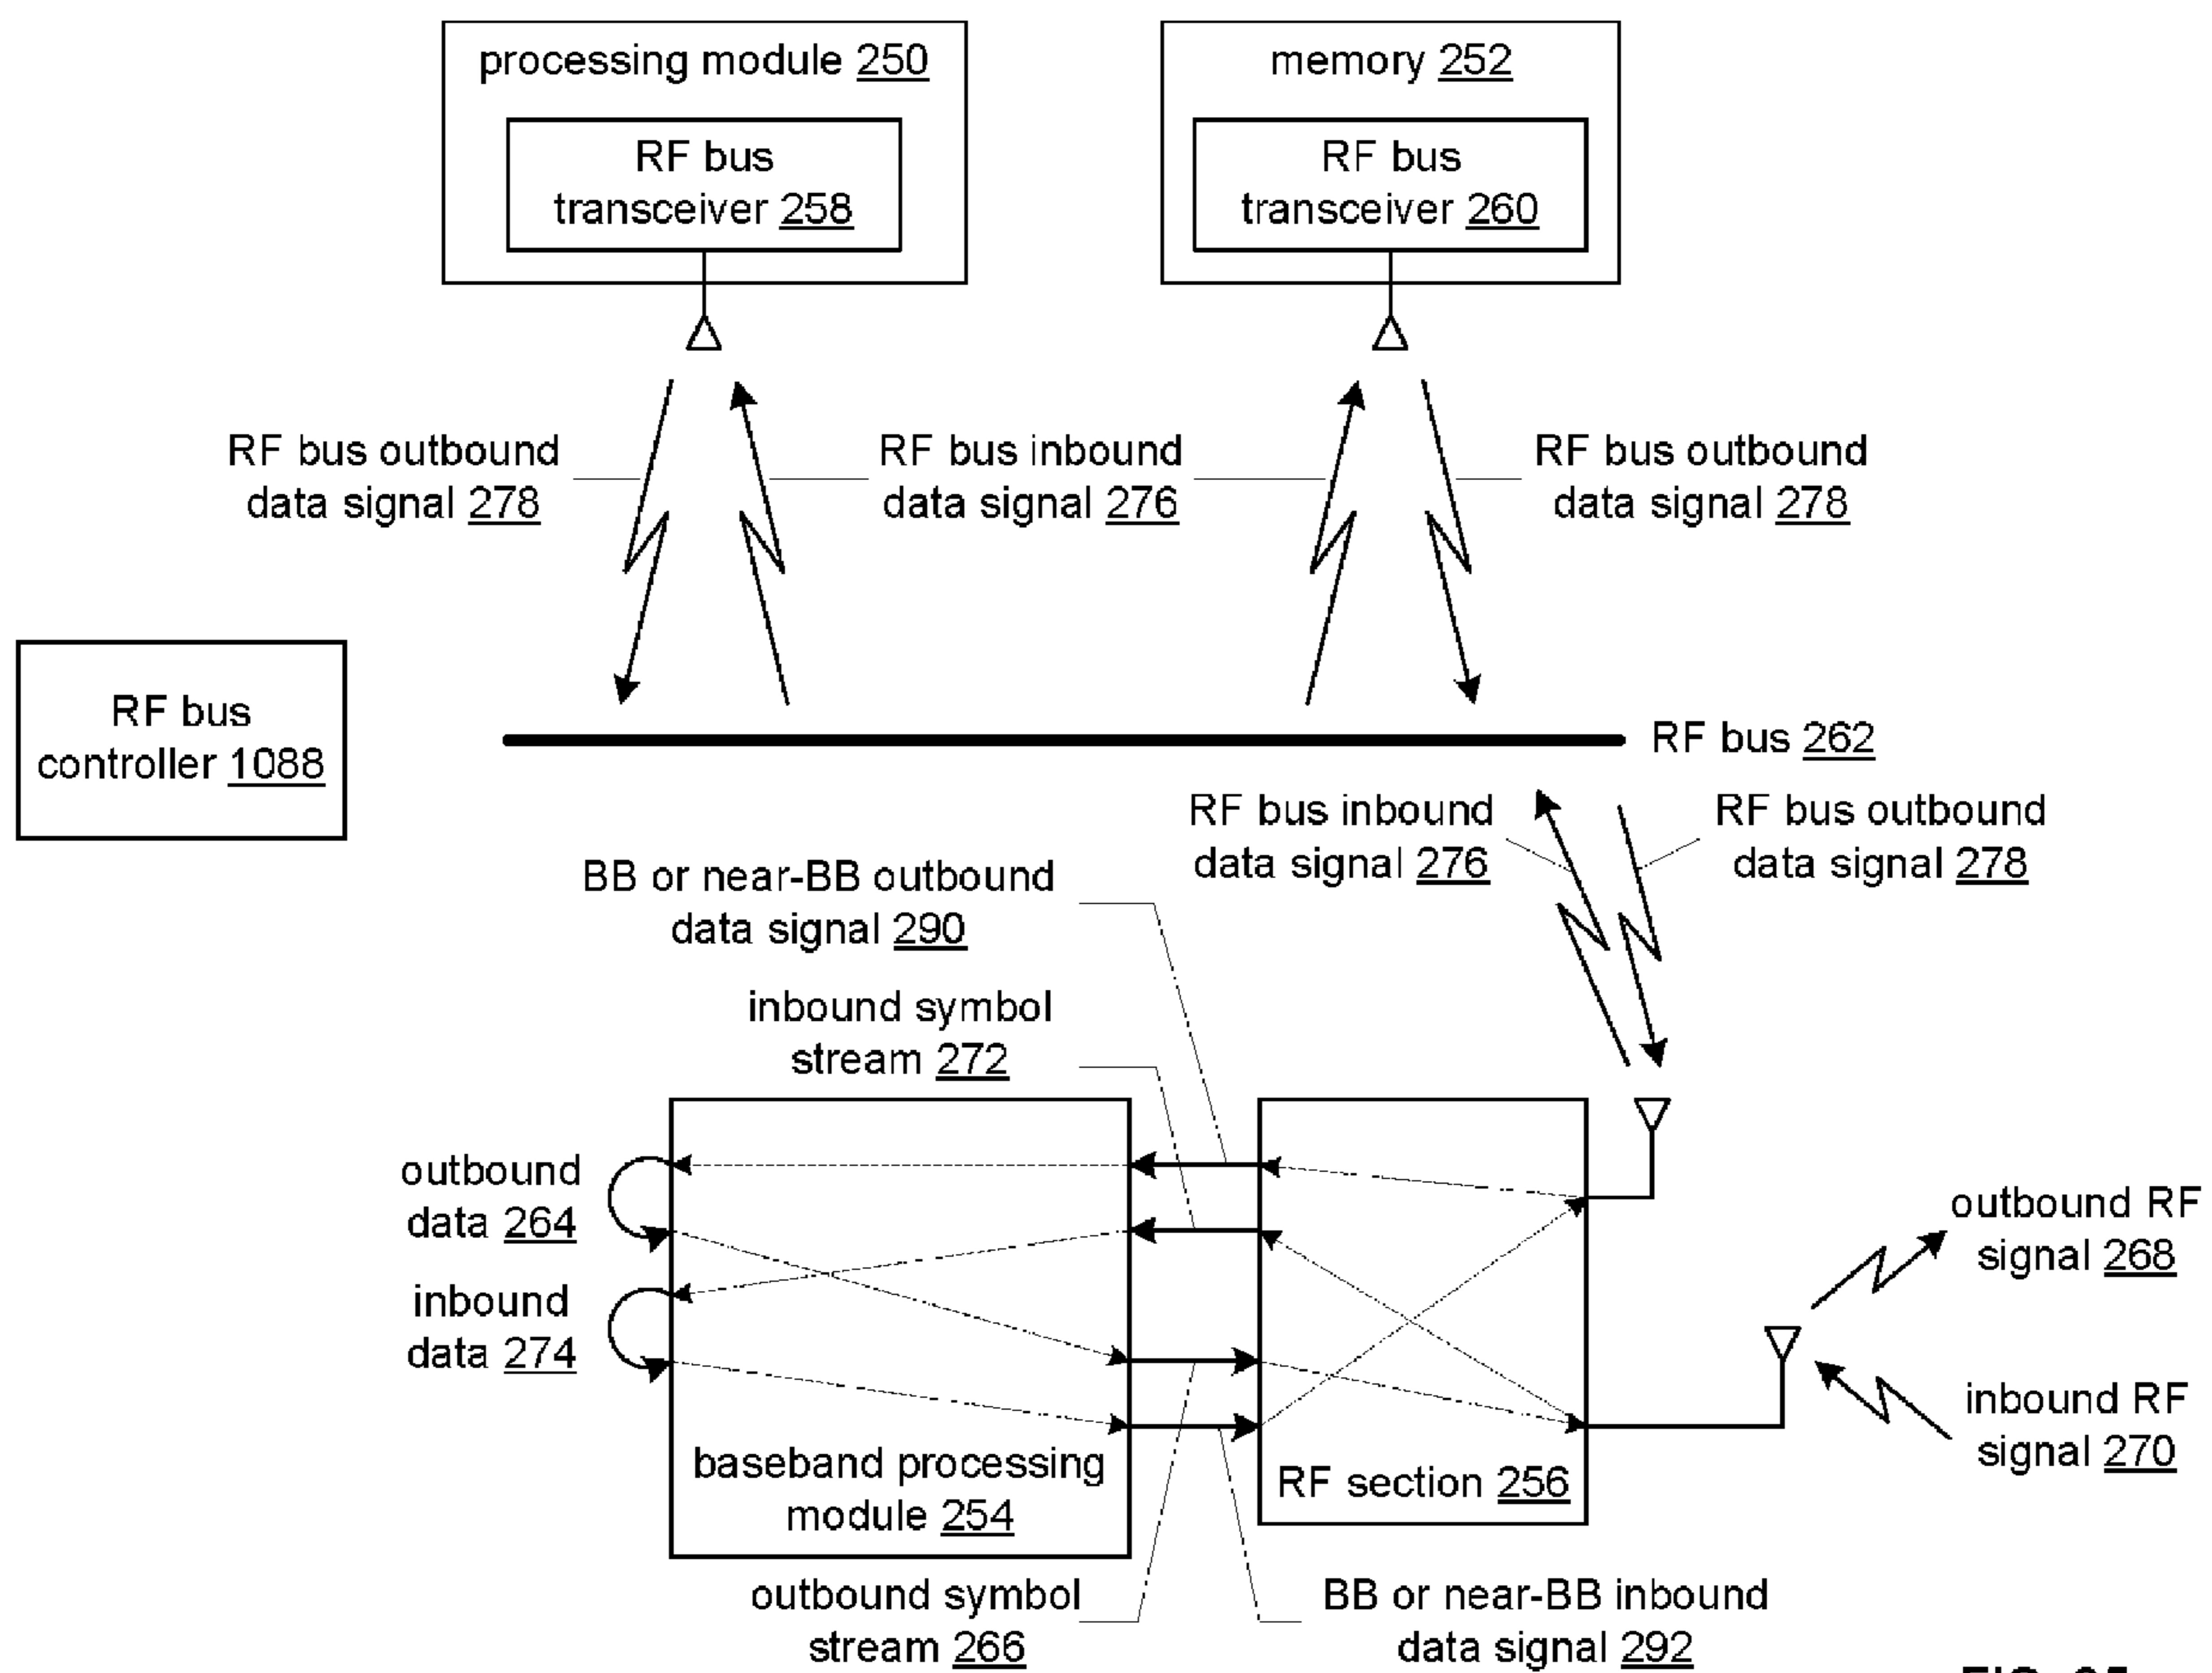 processing module 250
RF bus
transceiver 258
memory 252
RF bus
transceiver 260
RF bus outbound
data signal 278
RF bus inbound
data signal 276
RF bus outbound
data signal 278
RF bus
controller 1088
RF bus 262
RF bus inbound
data signal 276
RF bus outbound
data signal 278
BB or near-BB outbound
data signal 290
inbound symbol
stream 272
outbound
data 264
inbound
data 274
baseband processing
module 254
RF section 256
outbound RF
signal 268
inbound RF
signal 270
outbound symbol
stream 266
BB or near-BB inbound
data signal 292